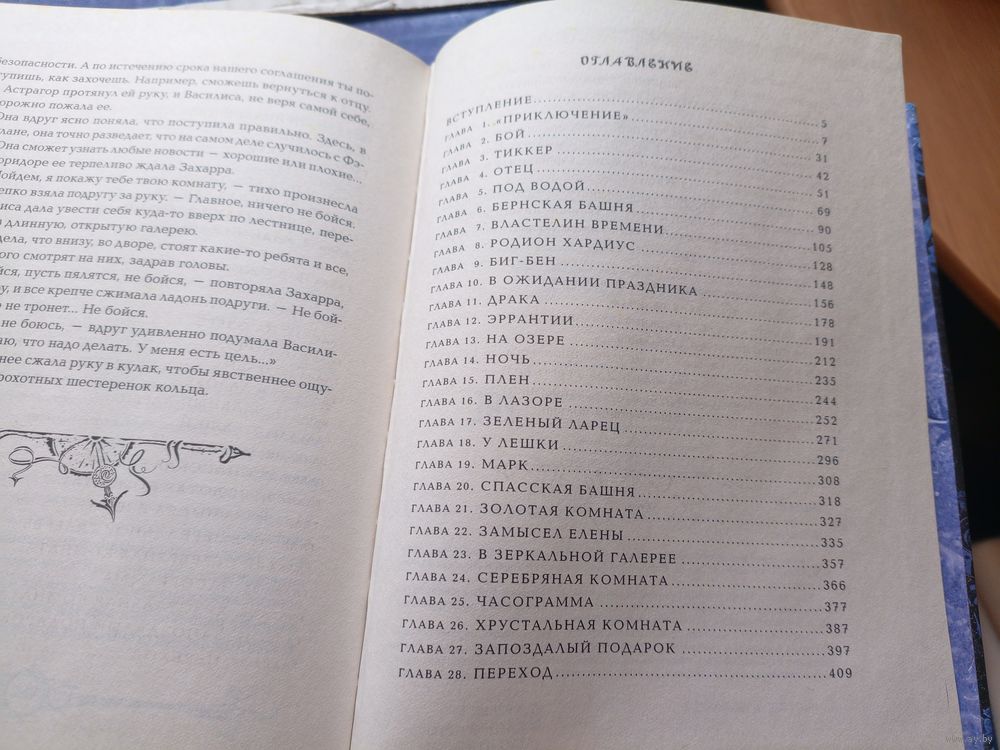 безопасности. А по истечению срока нашего соглашения ты по-
тупишь, как захочешь. Например, сможешь вернуться к отцу.
Астрагор протянул ей руку, и Василиса, не веря самой себе,
орожно пожала ее.
Она вдруг ясно поняла, что поступила правильно. Здесь, в
лане, она точно разведает, что на самом деле случилось с Фэ-
Она сможет узнать любые новости — хорошие или плохие...
оридоре ее терпеливо ждала Захарра.
ойдем, я покажу тебе твою комнату, — тихо произнесла
епко взяла подругу за руку. — Главное, ничего не бойся.
иса дала увести себя куда-то вверх по лестнице, пере-
длинную, открытую галерею.
дела, что внизу, во дворе, стоят какие-то ребята и все,
ого смотрят на них, задрав головы.
йся, пусть пялятся, не бойся, — повторяла Захарра,
у, и все крепче сжимала ладонь подруги. — Не бой-
о не тронет... Не бойся.
не боюсь, — вдруг удивленно подумала Васили-
аю, что надо делать. У меня есть цель...»
нее сжала руку в кулак, чтобы явственнее ощу-
рохотных шестеренок кольца.
ОГЛАВЛЕНИЕ
ВСТУПЛЕНИЕ 5
ГЛАВА 1. «ПРИКЛЮЧЕНИЕ» 7
ГЛАВА 2. БОЙ 31
ГЛАВА 3. ТИККЕР 42
ГЛАВА 4. ОТЕЦ 51
ГЛАВА 5. ПОД ВОДОЙ 69
ГЛАВА 6. БЕРНСКАЯ БАШНЯ 90
ГЛАВА 7. ВЛАСТЕЛИН ВРЕМЕНИ 105
ГЛАВА 8. РОДИОН ХАРДИУС 128
ГЛАВА 9. БИГ-БЕН 148
ГЛАВА 10. В ОЖИДАНИИ ПРАЗДНИКА 156
ГЛАВА 11. ДРАКА 178
ГЛАВА 12. ЭРРАНТИИ 191
ГЛАВА 13. НА ОЗЕРЕ 212
ГЛАВА 14. НОЧЬ 235
ГЛАВА 15. ПЛЕН 244
ГЛАВА 16. В ЛАЗОРЕ 252
ГЛАВА 17. ЗЕЛЕНЫЙ ЛАРЕЦ 271
ГЛАВА 18. У ЛЕШКИ 296
ГЛАВА 19. МАРК 308
ГЛАВА 20. СПАССКАЯ БАШНЯ 318
ГЛАВА 21. ЗОЛОТАЯ КОМНАТА 327
ГЛАВА 22. ЗАМЫСЕЛ ЕЛЕНЫ 335
ГЛАВА 23. В ЗЕРКАЛЬНОЙ ГАЛЕРЕЕ 357
ГЛАВА 24. СЕРЕБРЯНАЯ КОМНАТА 366
ГЛАВА 25. ЧАСОГРАММА 377
ГЛАВА 26. ХРУСТАЛЬНАЯ КОМНАТА 387
ГЛАВА 27. ЗАПОЗДАЛЫЙ ПОДАРОК 397
ГЛАВА 28. ПЕРЕХОД 409